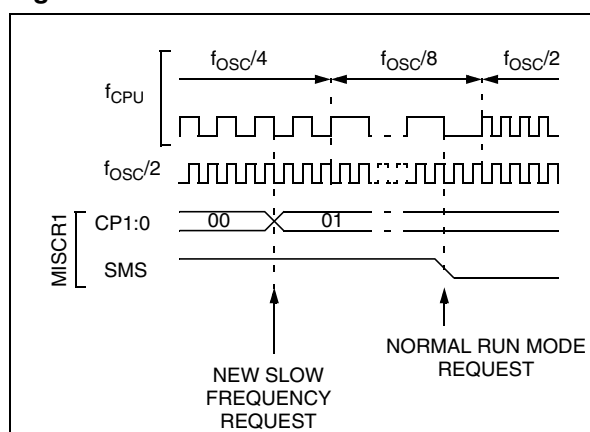 fOSC/4
fOSC/8
fOSC/2
fCPU
fOSC/2
MISCR1
CP1:0
00
01
SMS
NEW SLOW
FREQUENCY
REQUEST
NORMAL RUN MODE
REQUEST